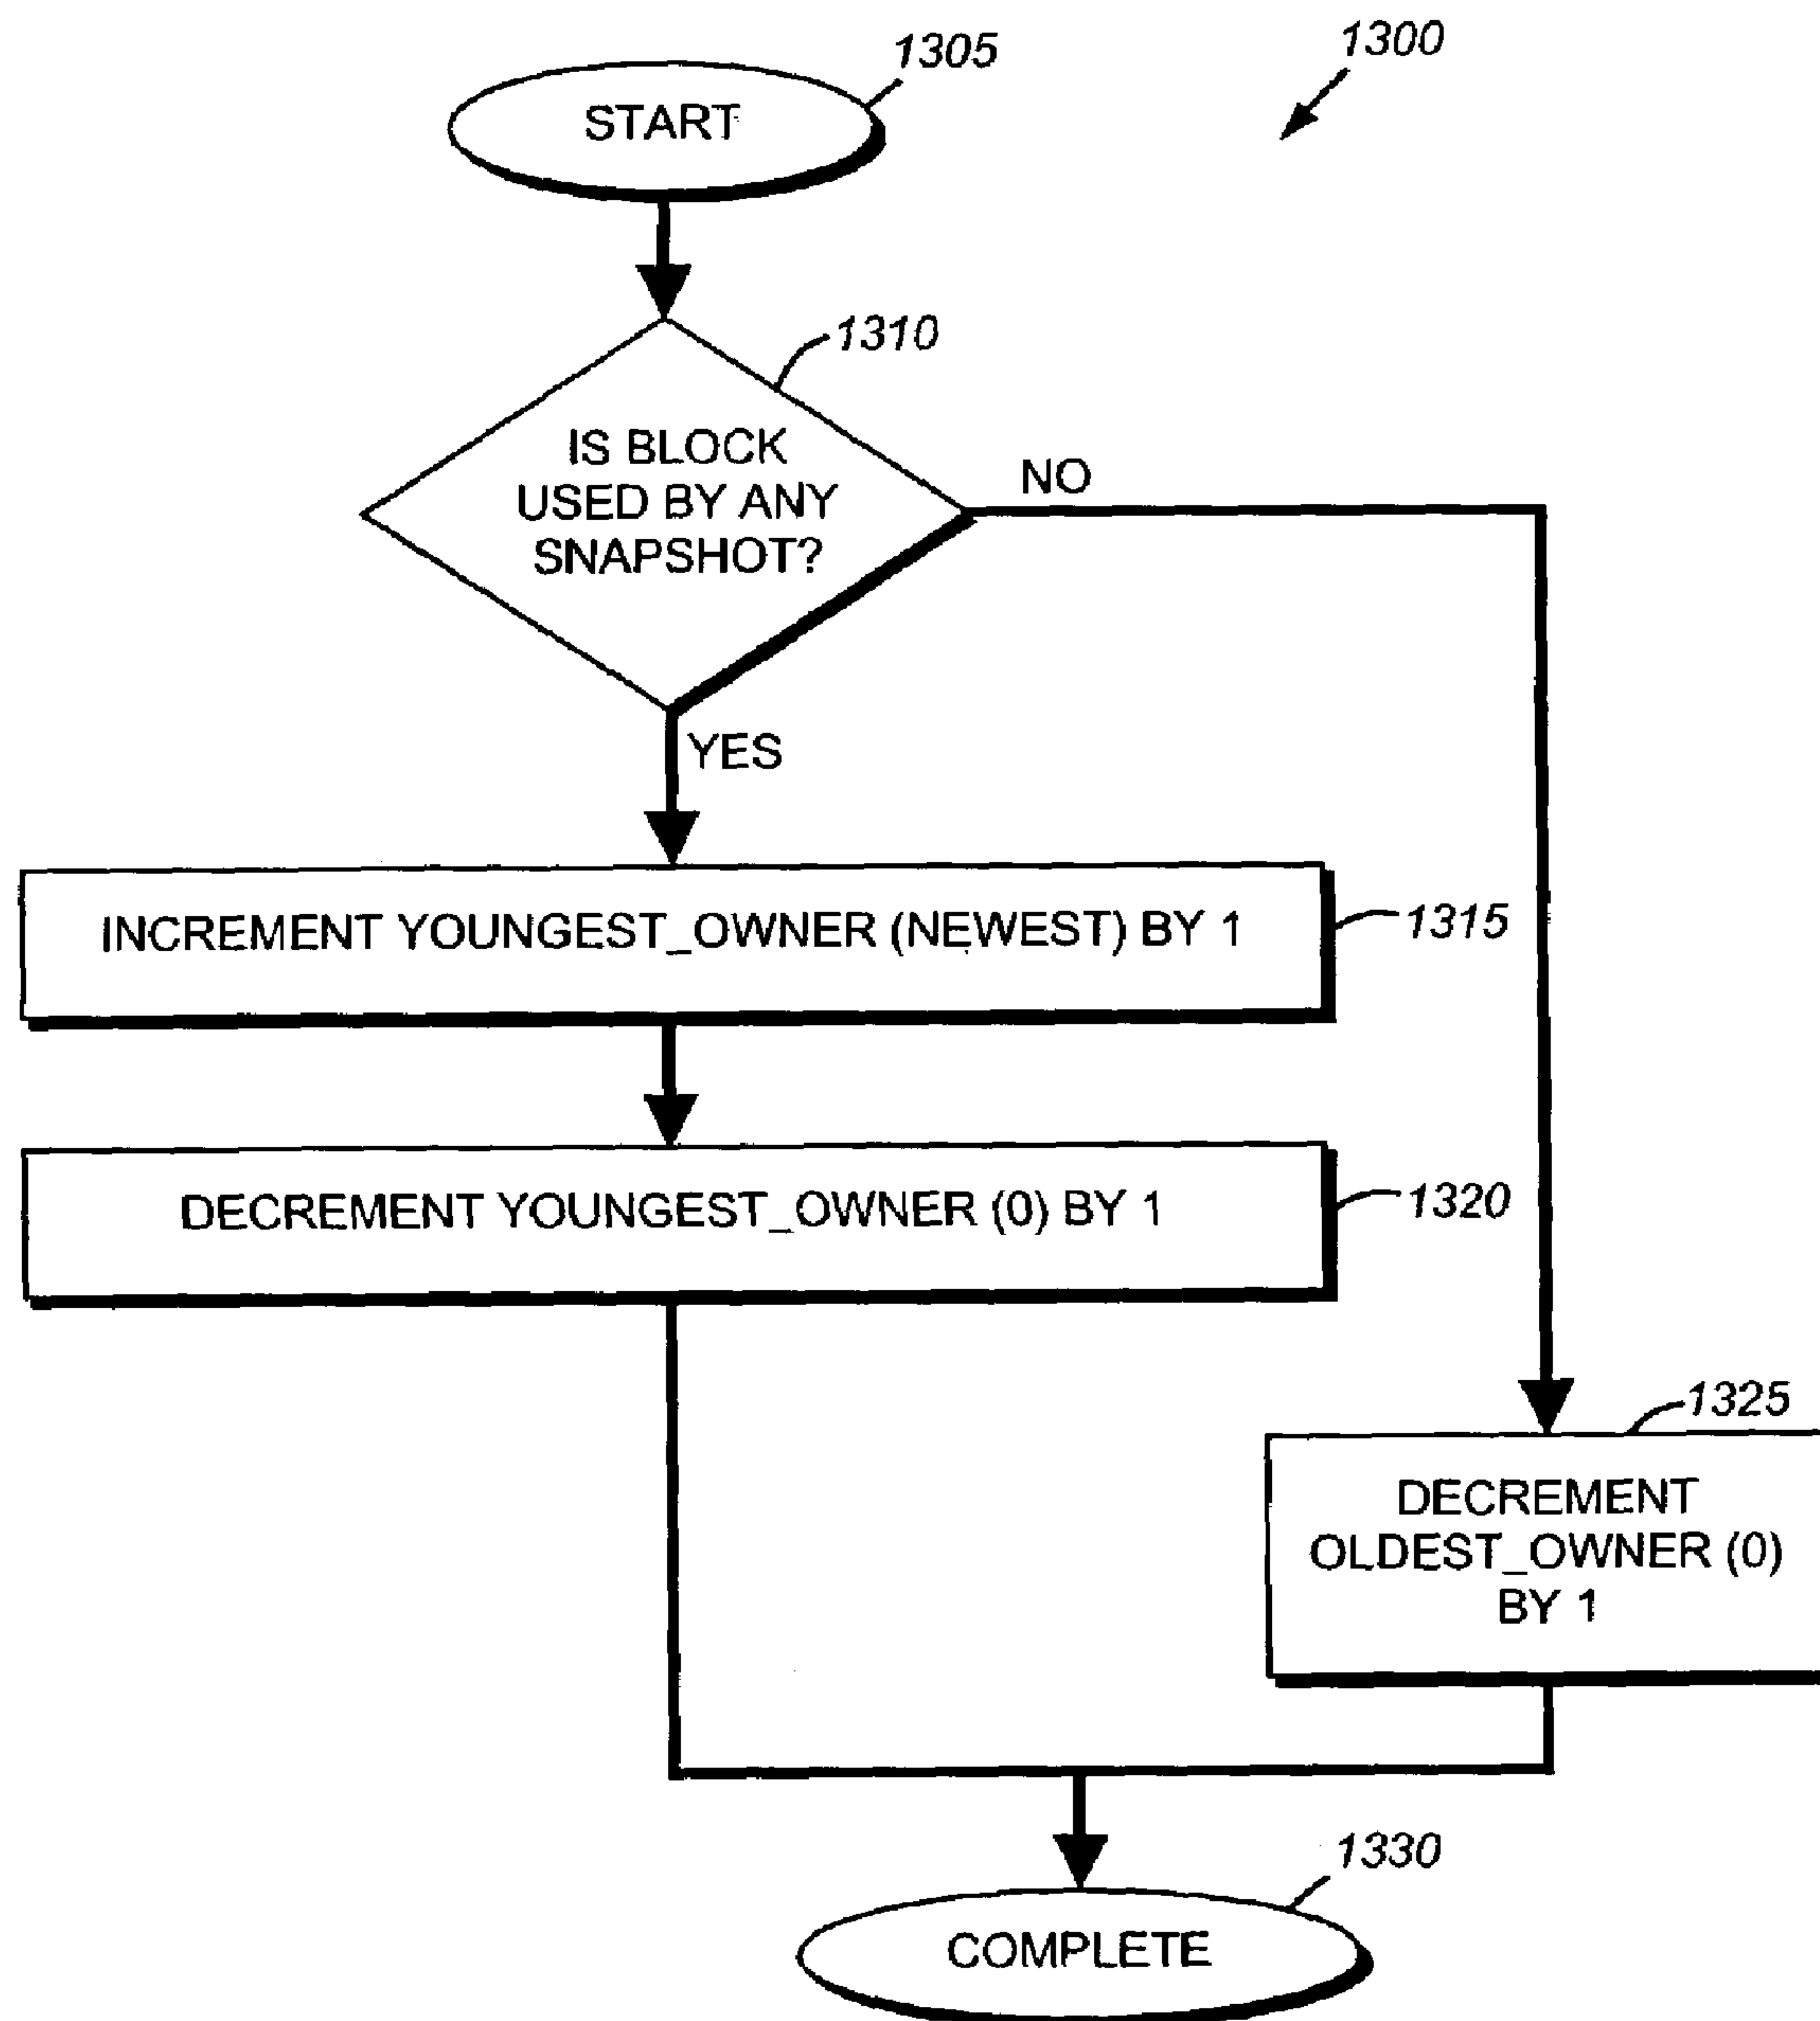 1305
1300
START
1310
IS BLOCK
USED BY ANY
SNAPSHOT?
NO
YES
INCREMENT YOUNGEST_OWNER (NEWEST) BY 1
1315
DECREMENT YOUNGEST_OWNER (0) BY 1
1320
1325
DECREMENT
OLDEST_OWNER (0)
BY 1
1330
COMPLETE